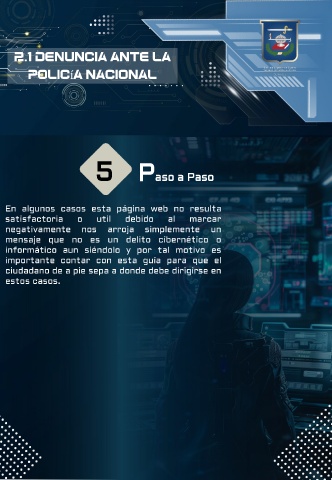 2.1 DENUNCIA ANTE LA
POLICÍA NACIONAL
5
Paso a Paso
En algunos casos esta página web no resulta
satisfactoria o util debido al marcar
negativamente nos arroja simplemente un
mensaje que no es un delito cibernético o
informático aun siéndolo y por tal motivo es
importante contar con esta guía para que el
ciudadano de a pie sepa a donde debe dirigirse en
estos casos.